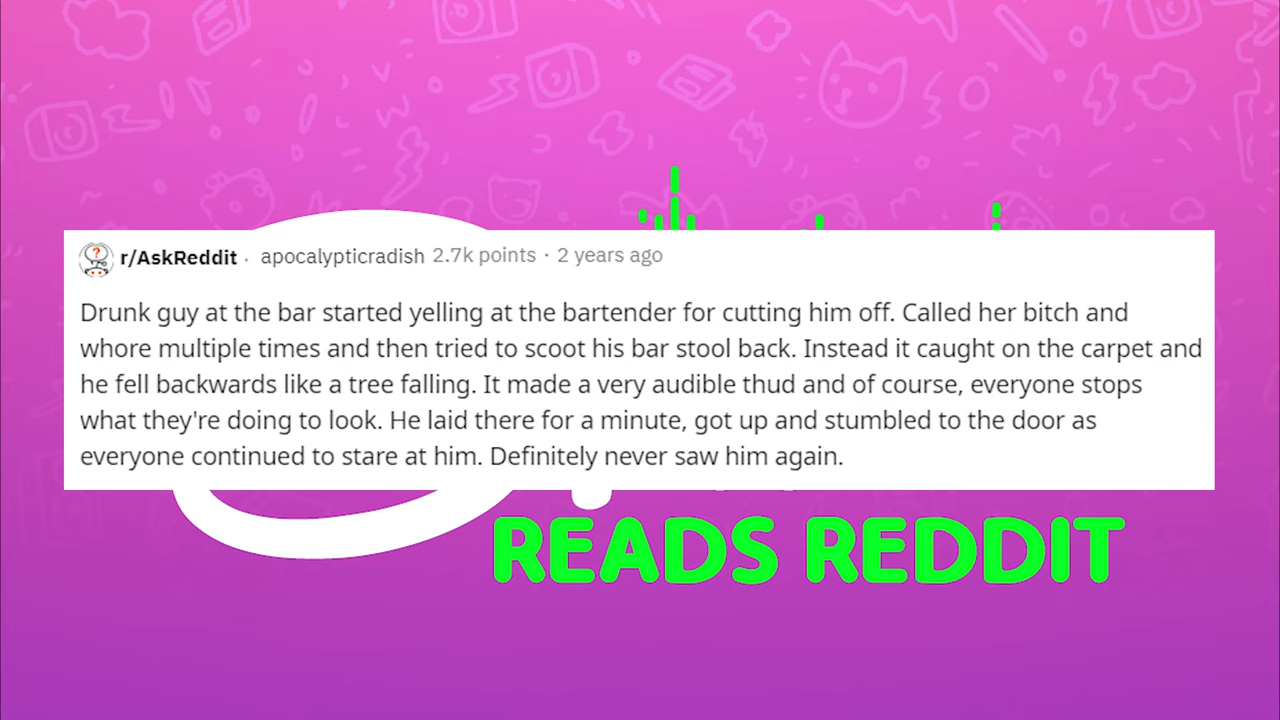 r/AskReddit · apocalypticradish 2.7k points · 2 years ago
Drunk guy at the bar started yelling at the bartender for cutting him off. Called her bitch and
whore multiple times and then tried to scoot his bar stool back. Instead it caught on the carpet and
he fell backwards like a tree falling. It made a very audible thud and of course, everyone stops
what they're doing to look. He laid there for a minute, got up and stumbled to the door as
everyone continued to stare at him. Definitely never saw him again.
READS REDDIT